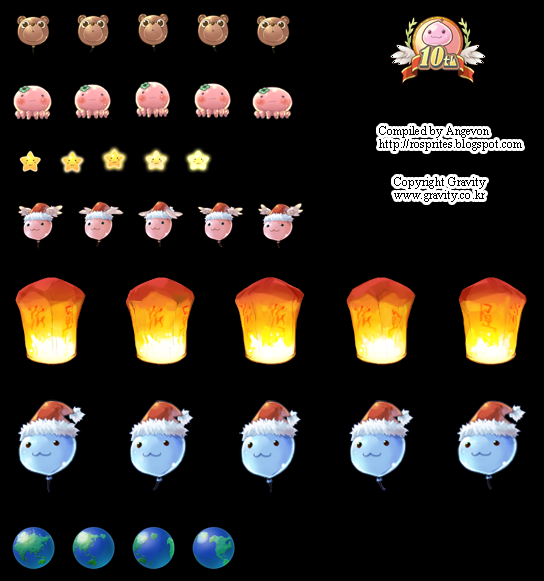 10th
Compiled by Angevon
http://rosprites.blogspot.com
Copyright Gravity
www.gravity.co.kr